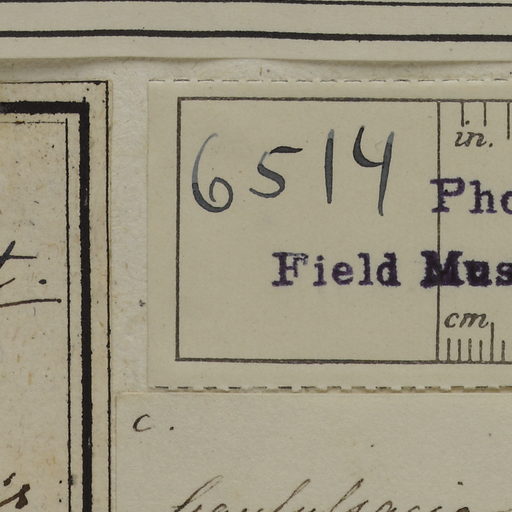 6514
in.
Pho
Field Mus
cm
t.
c.
's